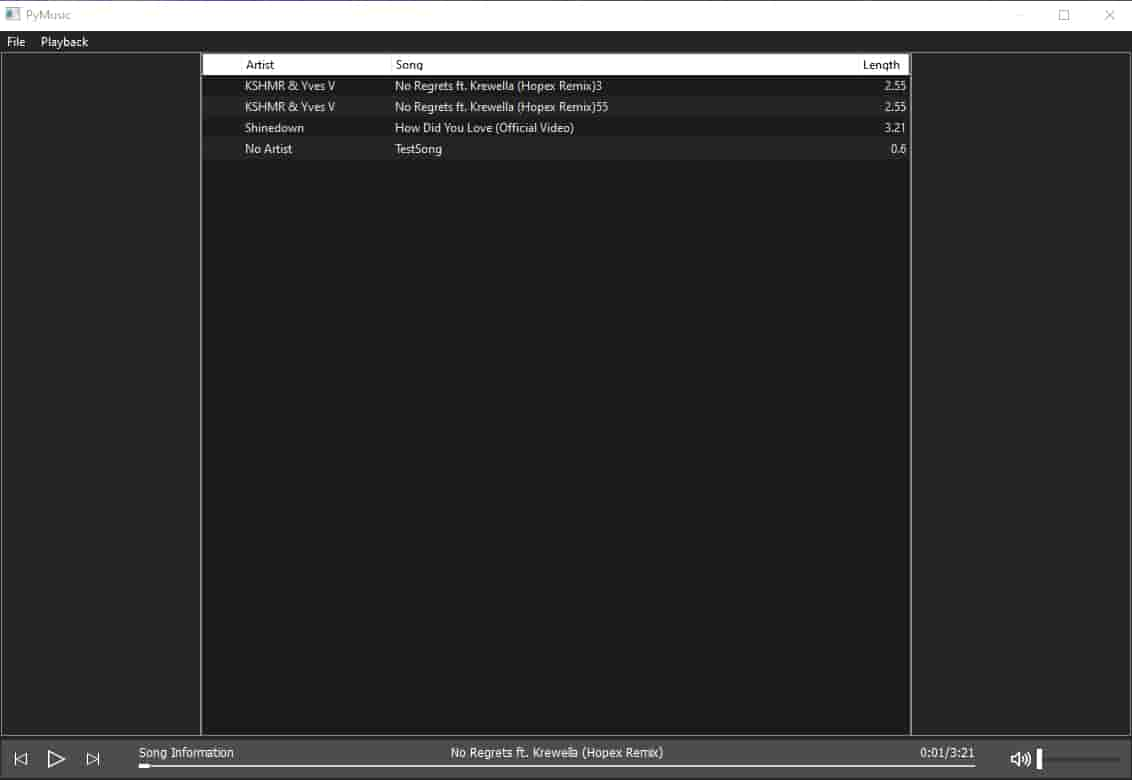 PyMusic
File Playback
Artist Song Length
KSHMR & Yves V No Regrets ft. Krewella (Hopex Remix)3 2.55
KSHMR & Yves V No Regrets ft. Krewella (Hopex Remix)55 2.55
Shinedown How Did You Love (Official Video) 3.21
No Artist TestSong 0.6
Song Information No Regrets ft. Krewella (Hopex Remix) 0:01/3:21